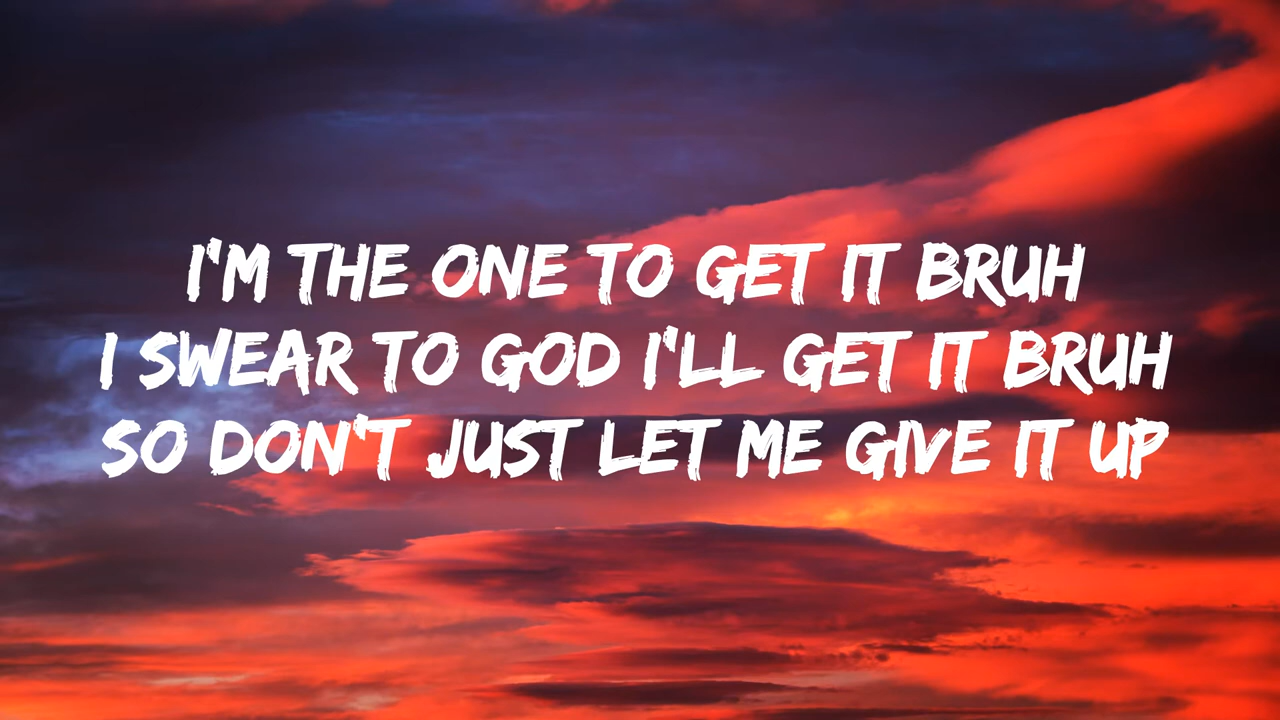 I'M THE ONE TO GET IT BRUH
I SWEAR TO GOD I'LL GET IT BRUH
SO DON'T JUST LET ME GIVE IT UP